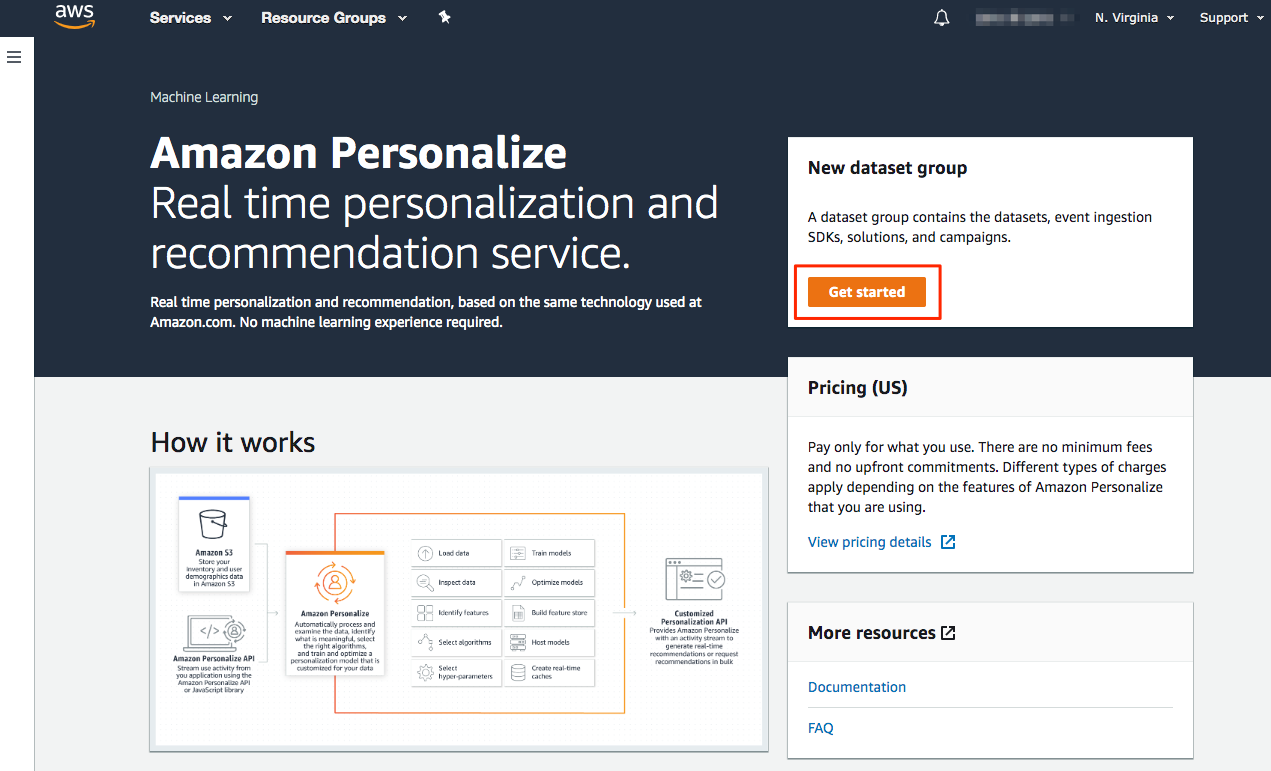 aws
Services
Resource Groups
N. Virginia
Support
Machine Learning
Amazon Personalize
Real time personalization and
recommendation service.
Real time personalization and recommendation, based on the same technology used at
Amazon.com. No machine learning experience required.
New dataset group
A dataset group contains the datasets, event ingestion
SDKs, solutions, and campaigns.
Get started
Pricing (US)
Pay only for what you use. There are no minimum fees
and no upfront commitments. Different types of charges
apply depending on the features of Amazon Personalize
that you are using.
View pricing details
More resources
Documentation
FAQ
How it works
Amazon S3
Store your
inventory and user
demographics data
in Amazon S3
</>
Amazon Personalize API
Stream use activity from
you application using the
Amazon Personalize API
or JavaScript library
Amazon Personalize
Automatically process and
examine the data, identify
what is meaningful, select
the right algorithms,
and train and optimize a
personalization model that is
customized for your data
Load data
Train models
Inspect data
Optimize models
Identify features
Build feature store
Select algorithms
Host models
Select
hyper-parameters
Create real-time
caches
Customized
Personalization API
Provides Amazon Personalize
with an activity stream to
generate real-time
recommendations or request
recommendations in bulk